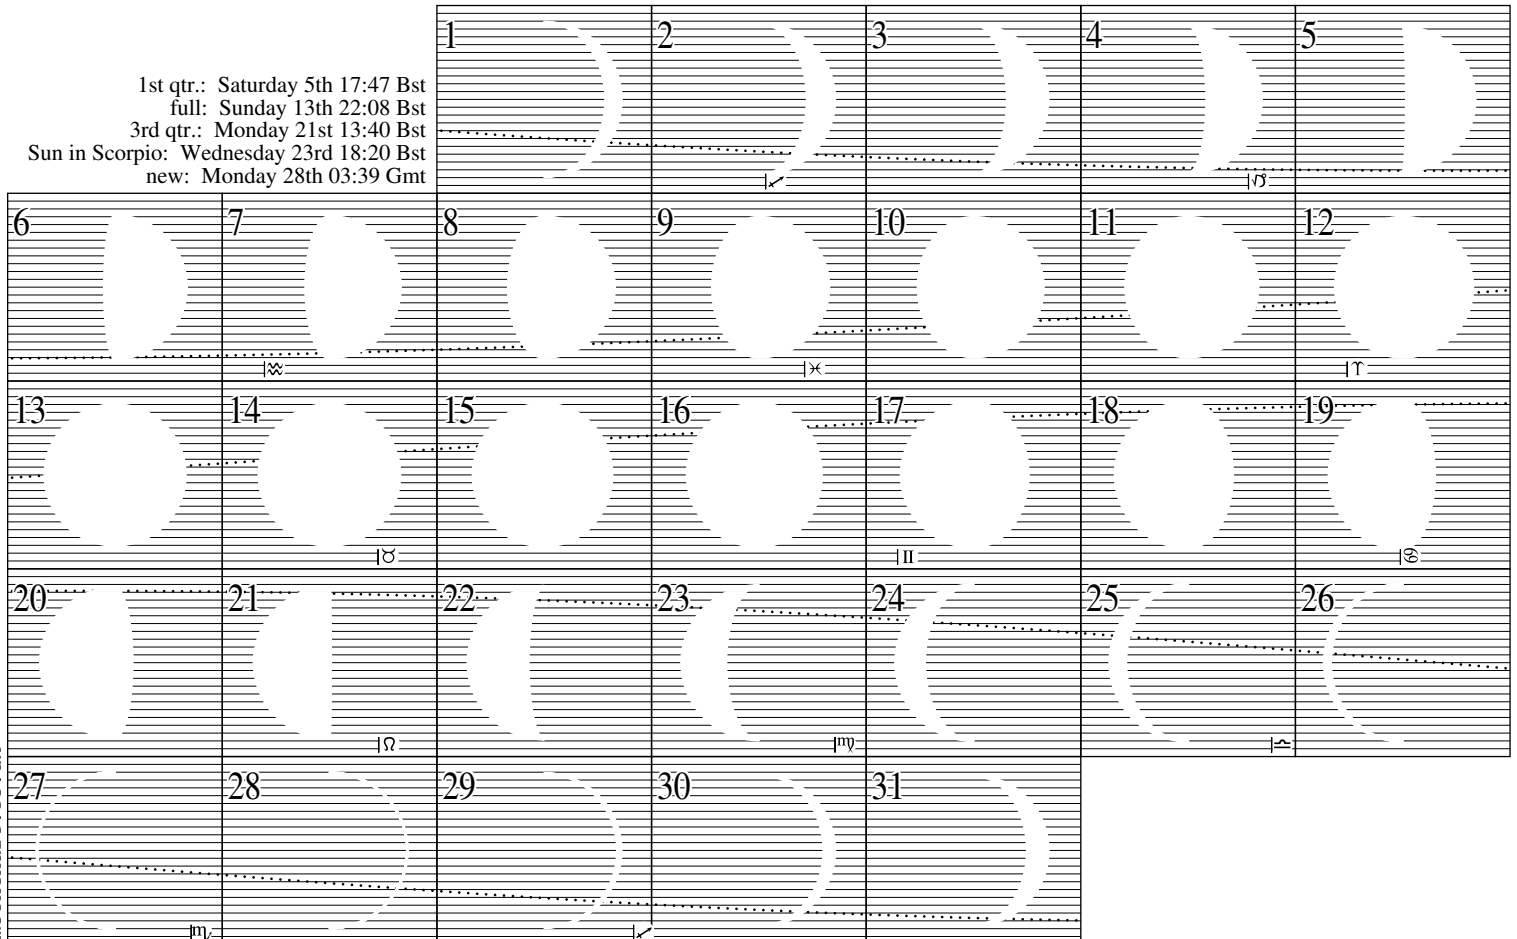 1st qtr.: Saturday 5th 17:47 Bst
full: Sunday 13th 22:08 Bst
3rd qtr.: Monday 21st 13:40 Bst
Sun in Scorpio: Wednesday 23rd 18:20 Bst
new: Monday 28th 03:39 Gmt
1 2 3 4 5
♐ ♑
6 7 8 9 10 11 12
♒ ♓ ♈
13 14 15 16 17 18 19
♉ ♊ ♋
20 21 22 23 24 25 26
♌ ♍ ♎
27 28 29 30 31
♏ ♐